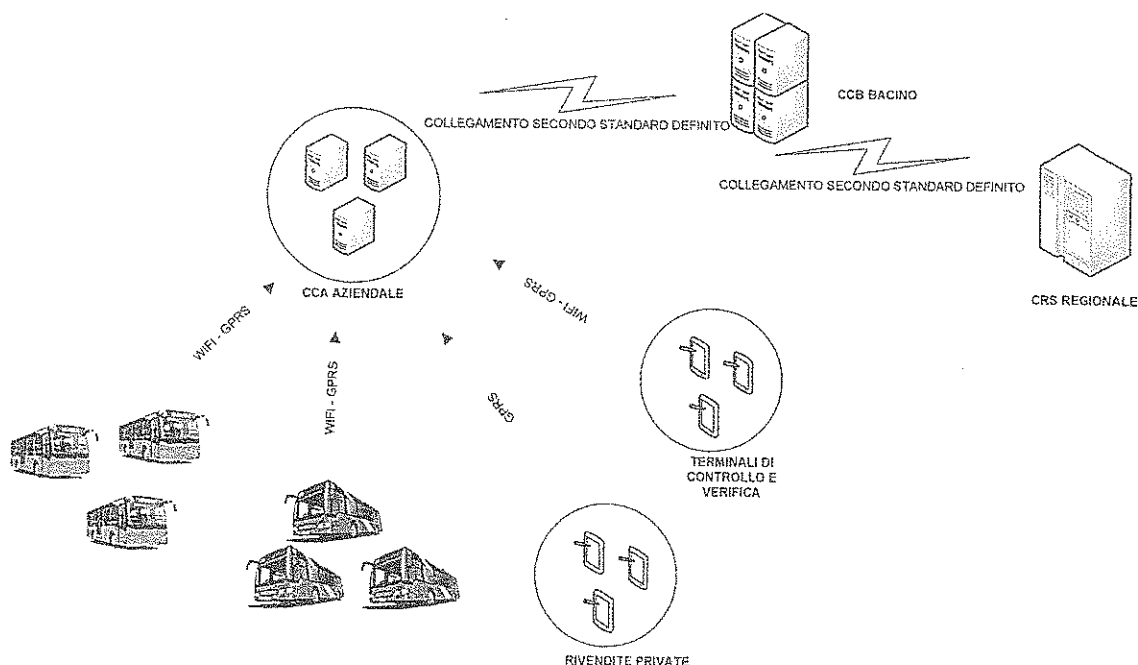 CCB BACINO
COLLEGAMENTO SECONDO STANDARD DEFINITO
COLLEGAMENTO SECONDO STANDARD DEFINITO
CCA AZIENDALE
CRS REGIONALE
WIFI - GPRS
WIFI - GPRS
GPRS
WIFI - GPRS
TERMINALI DI
CONTROLLO E
VERIFICA
RIVENDITE PRIVATE